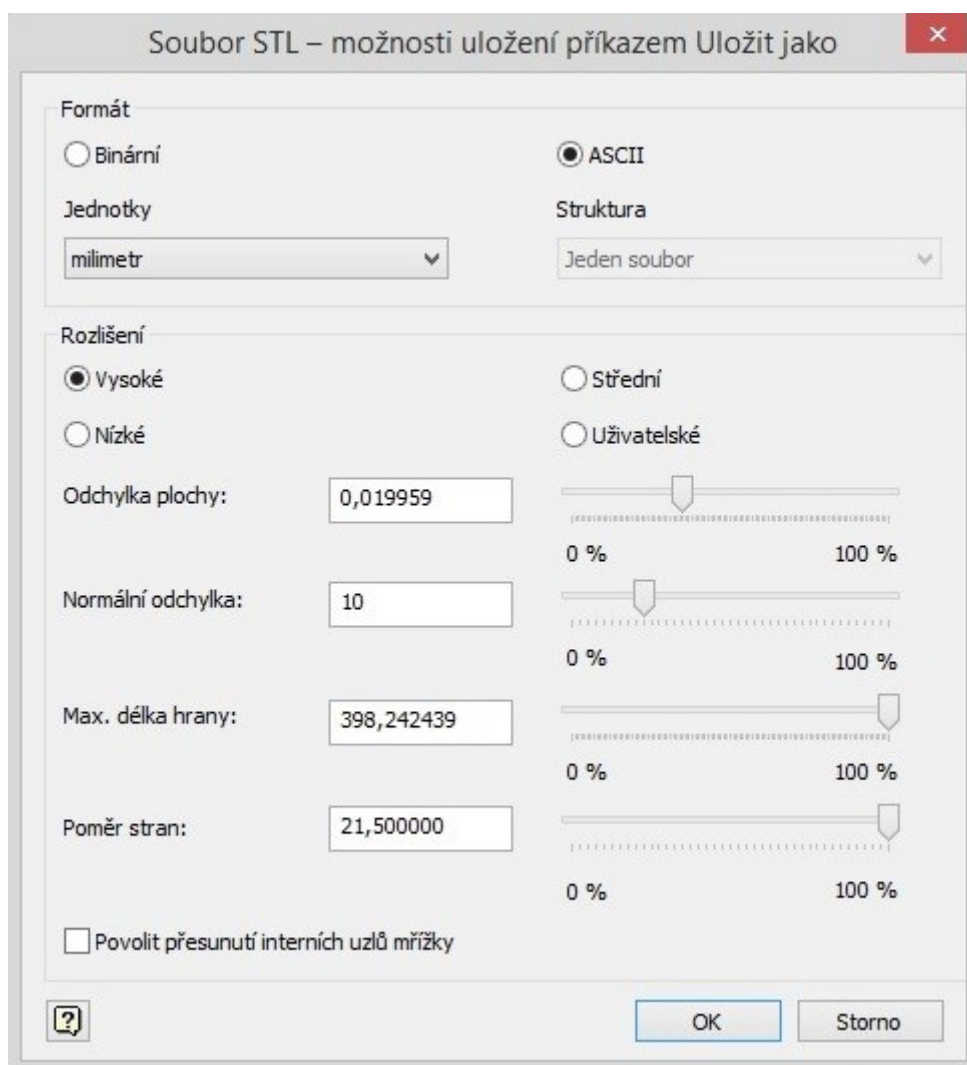 Soubor STL – možnosti uložení příkazem Uložit jako
Formát
Binární ASCII
Jednotky Struktura
milimetr Jeden soubor
Rozlišení
Vysoké Střední
Nízké Uživatelské
Odchylka plochy: 0,019959
0 % 100 %
Normální odchylka: 10
0 % 100 %
Max. délka hrany: 398,242439
0 % 100 %
Poměr stran: 21,500000
0 % 100 %
Povolit přesunutí interních uzlů mřížky
? OK Storno